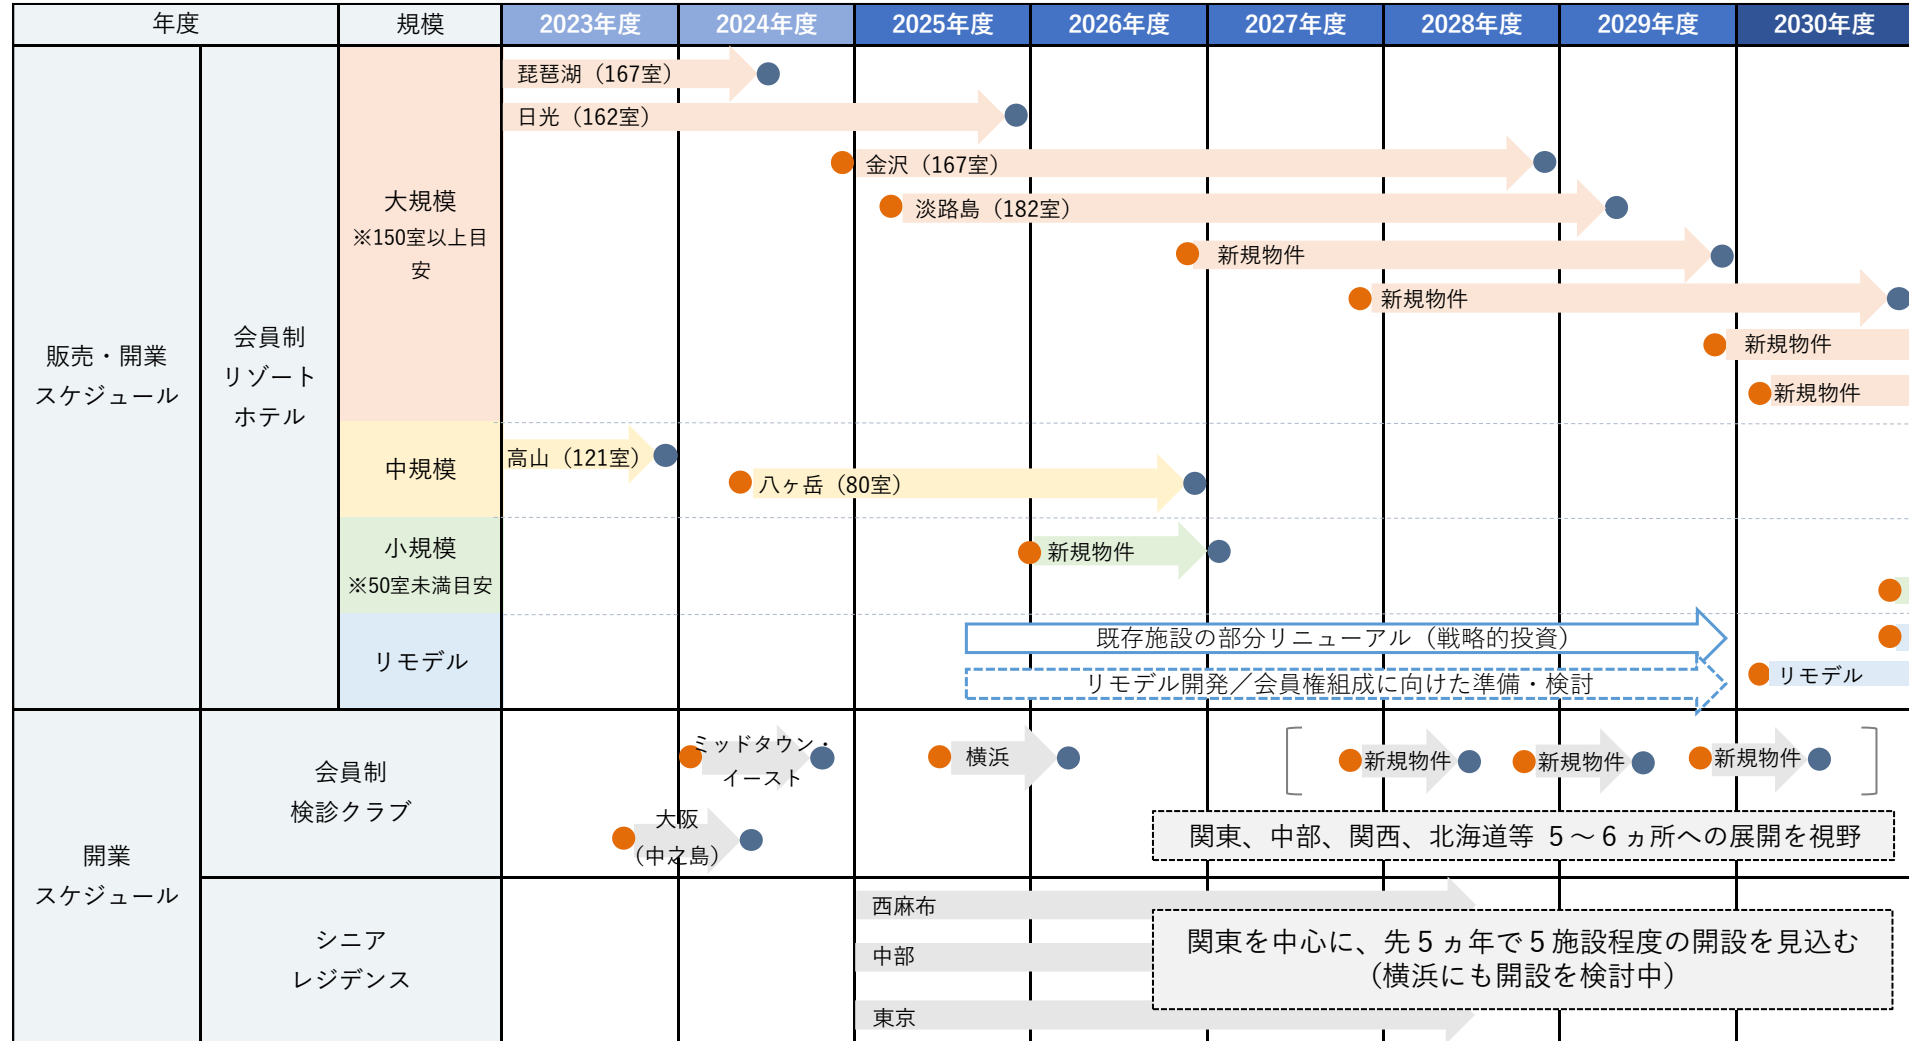 年度
規模
2023年度
2024年度
2025年度
2026年度
2027年度
2028年度
2029年度
2030年度
販売・開業
スケジュール
会員制
リゾート
ホテル
大規模
※150室以上目
安
琵琶湖（167室）
日光（162室）
金沢（167室）
淡路島（182室）
新規物件
新規物件
新規物件
新規物件
中規模
高山（121室）
八ヶ岳（80室）
小規模
※50室未満目安
新規物件
リモデル
既存施設の部分リニューアル（戦略的投資）
リモデル開発／会員権組成に向けた準備・検討
リモデル
開業
スケジュール
会員制
検診クラブ
ミッドタウン・
イースト
横浜
新規物件
新規物件
新規物件
大阪
（中之島）
関東、中部、関西、北海道等 ５～６ヵ所への展開を視野
シニア
レジデンス
西麻布
中部
東京
関東を中心に、先５ヵ年で５施設程度の開設を見込む
（横浜にも開設を検討中）